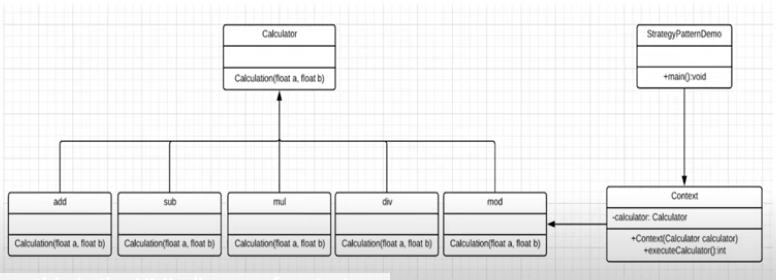 Calculator
Calculation(float a, float b)
StrategyPatternDemo
+main():void
add
Calculation(float a, float b)
sub
Calculation(float a, float b)
mul
Calculation(float a, float b)
div
Calculation(float a, float b)
mod
Calculation(float a, float b)
Context
-calculator: Calculator
+Context(Calculator calculator)
+executeCalculator():int